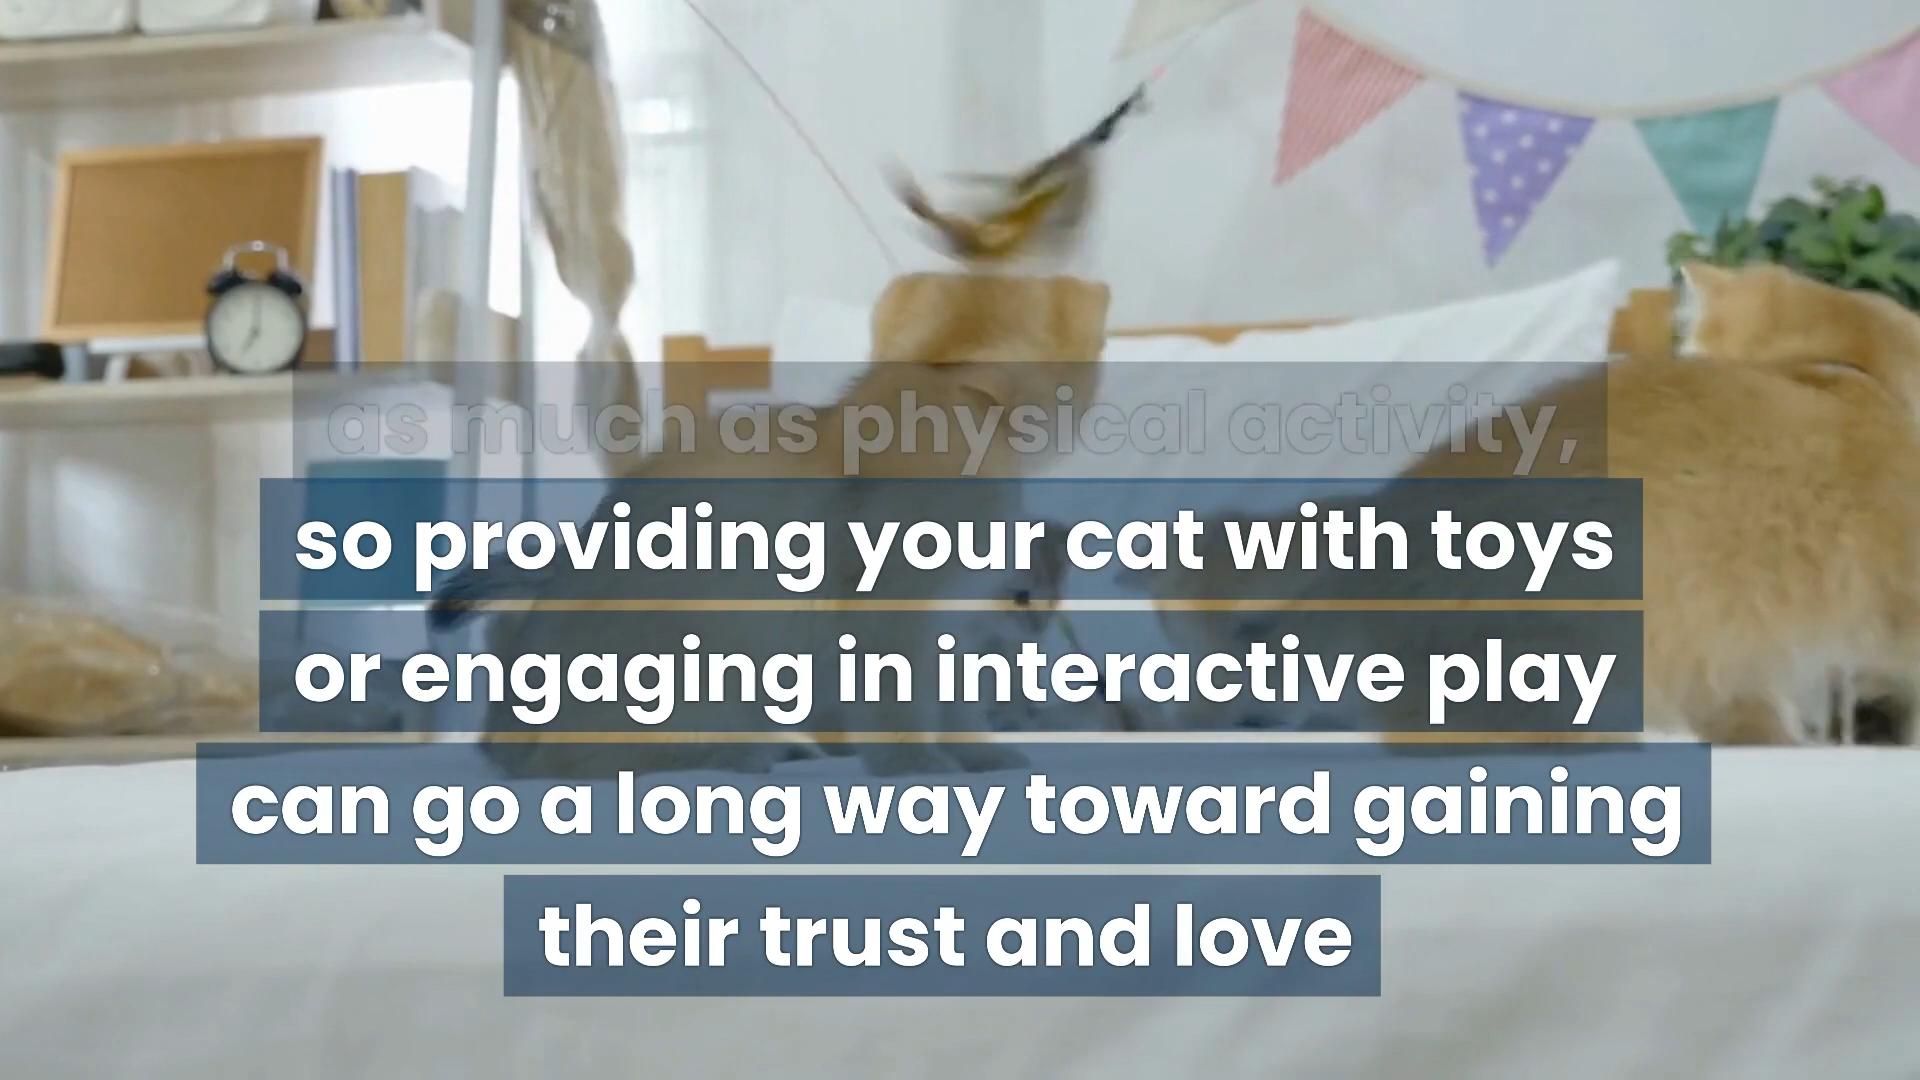 as much as physical activity,
so providing your cat with toys
or engaging in interactive play
can go a long way toward gaining
their trust and love